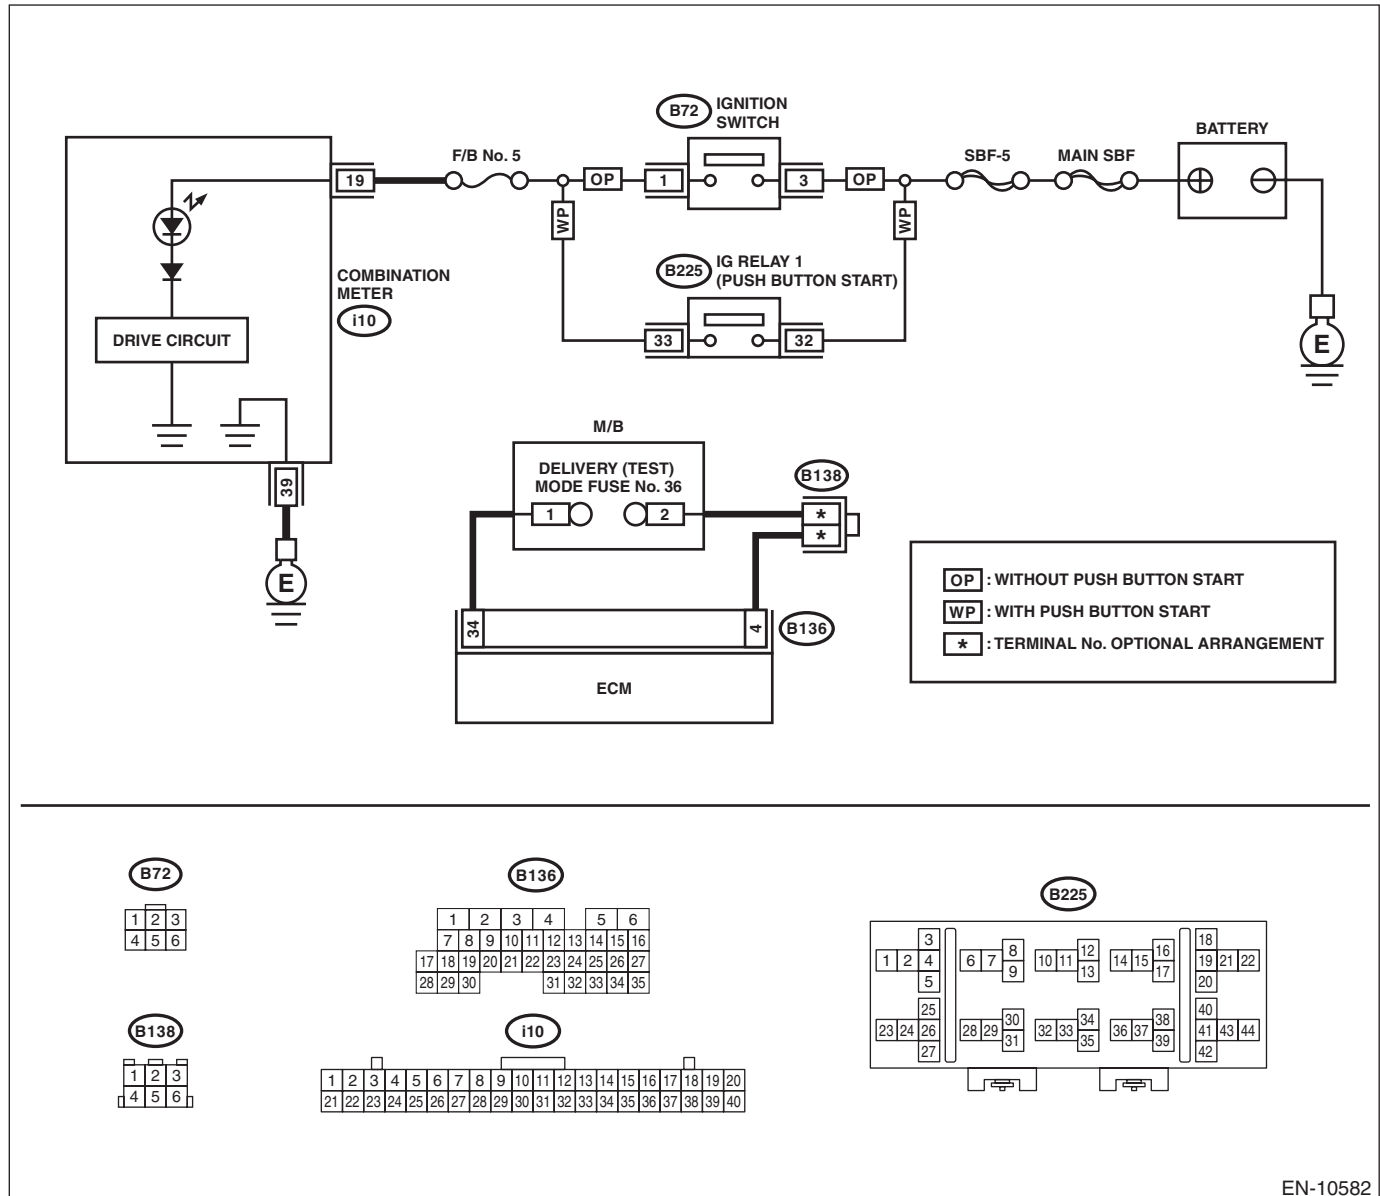 B72 IGNITION
SWITCH
BATTERY
F/B No. 5
SBF-5
MAIN SBF
19
OP
1
3
OP
WP
WP
B225 IG RELAY 1
(PUSH BUTTON START)
COMBINATION
METER
i10
33
32
DRIVE CIRCUIT
E
39
E
M/B
DELIVERY (TEST)
MODE FUSE No. 36
1
2
B138
*
*
34
4
B136
ECM
OP : WITHOUT PUSH BUTTON START
WP : WITH PUSH BUTTON START
* : TERMINAL No. OPTIONAL ARRANGEMENT
B72
1 2 3
4 5 6
B136
1 2 3 4 5 6
7 8 9 10 11 12 13 14 15 16
17 18 19 20 21 22 23 24 25 26 27
28 29 30 31 32 33 34 35
B225
3 8 12 16 18
1 2 4 6 7 10 11 14 15 19 21 22
5 9 13 17 20
25 30 34 38 40
23 24 26 28 29 32 33 36 37 41 43 44
27 31 35 39 42
B138
1 2 3
4 5 6
i10
1 2 3 4 5 6 7 8 9 10 11 12 13 14 15 16 17 18 19 20
21 22 23 24 25 26 27 28 29 30 31 32 33 34 35 36 37 38 39 40
EN-10582